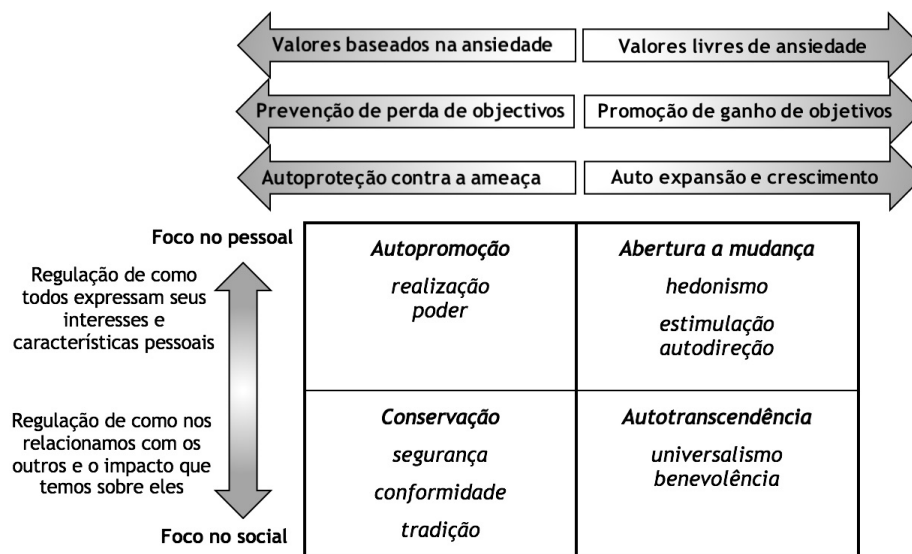 Valores baseados na ansiedade
Valores livres de ansiedade
Prevenção de perda de objectivos
Promoção de ganho de objetivos
Autoproteção contra a ameaça
Auto expansão e crescimento
Foco no pessoal
Regulação de como
todos expressam seus
interesses e
características pessoais
Regulação de como nos
relacionamos com os
outros e o impacto que
temos sobre eles
Foco no social
Autopromoção
realização
poder
Abertura a mudança
hedonismo
estimulação
autodireção
Conservação
segurança
conformidade
tradição
Autotranscendência
universalismo
benevolência